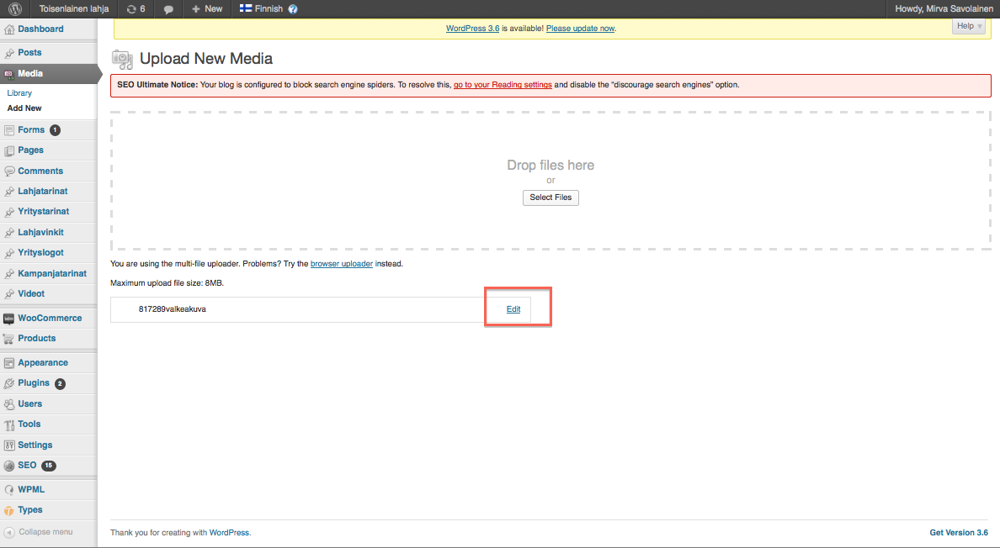 Toisenlainen lahja 6 + New Finnish ? Howdy, Mirva Savolainen
WordPress 3.6 is available! Please update now.
Help
Dashboard
Posts
Media
Library
Add New
Forms 1
Pages
Comments
Lahjatarinat
Yritystarinat
Lahjavinkit
Yrityslogot
Kampanjatarinat
Videot
WooCommerce
Products
Appearance
Plugins 2
Users
Tools
Settings
SEO 15
WPML
Types
Collapse menu
Upload New Media
SEO Ultimate Notice: Your blog is configured to block search engine spiders. To resolve this, go to your Reading settings and disable the "discourage search engines" option.
Drop files here
or
Select Files
You are using the multi-file uploader. Problems? Try the browser uploader instead.
Maximum upload file size: 8MB.
817289valkeakuva Edit
Thank you for creating with WordPress. Get Version 3.6